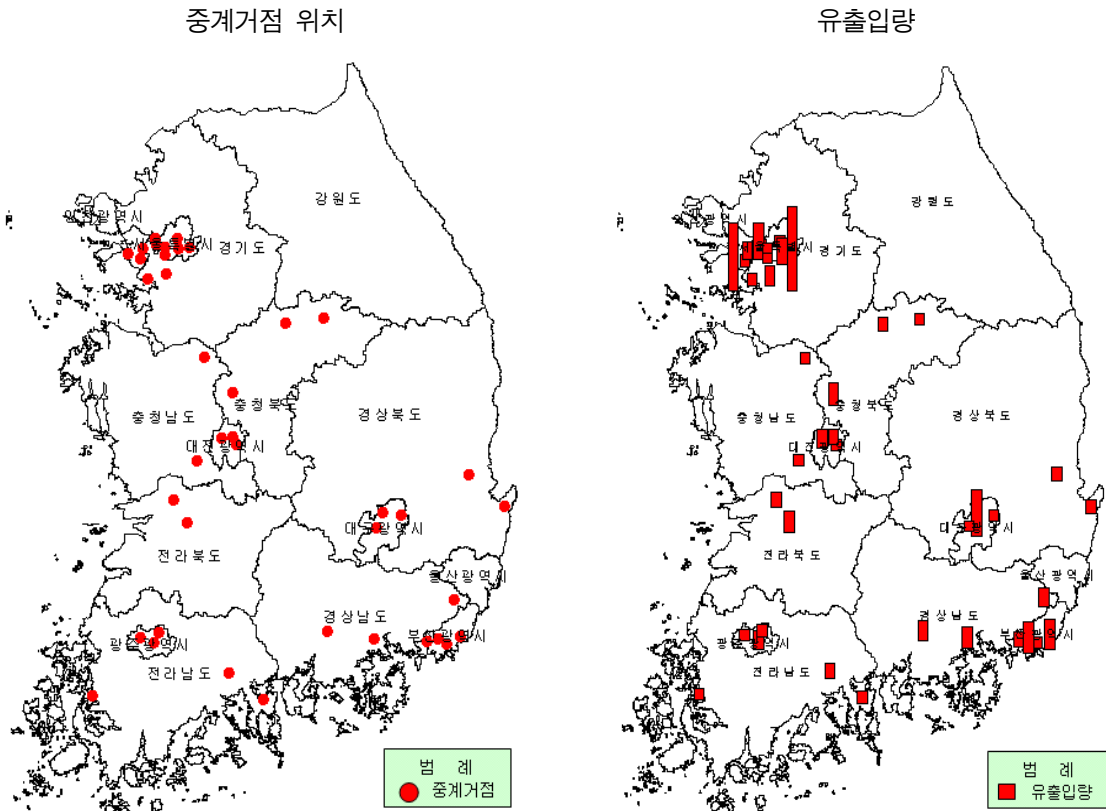 중계거점 위치
강원도
서울특별시
경기도
충청남도
충청북도
경상북도
대전광역시
대구광역시
전라북도
울산광역시
경상남도
부산광역시
광주광역시
전라남도
범 례
중계거점
유출입량
강원도
경기도
충청남도
충청북도
경상북도
대전광역시
대구광역시
전라북도
울산광역시
경상남도
부산광역시
광주광역시
전라남도
범 례
유출입량